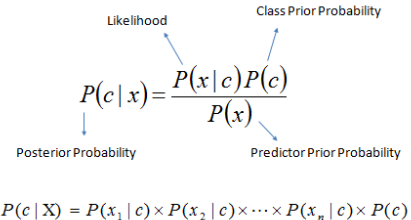 Likelihood
Class Prior Probability
P(c|x) = P(x|c)P(c) / P(x)
Posterior Probability
Predictor Prior Probability
P(c|X) = P(x₁|c) × P(x₂|c) × ⋯ × P(xₙ|c) × P(c)